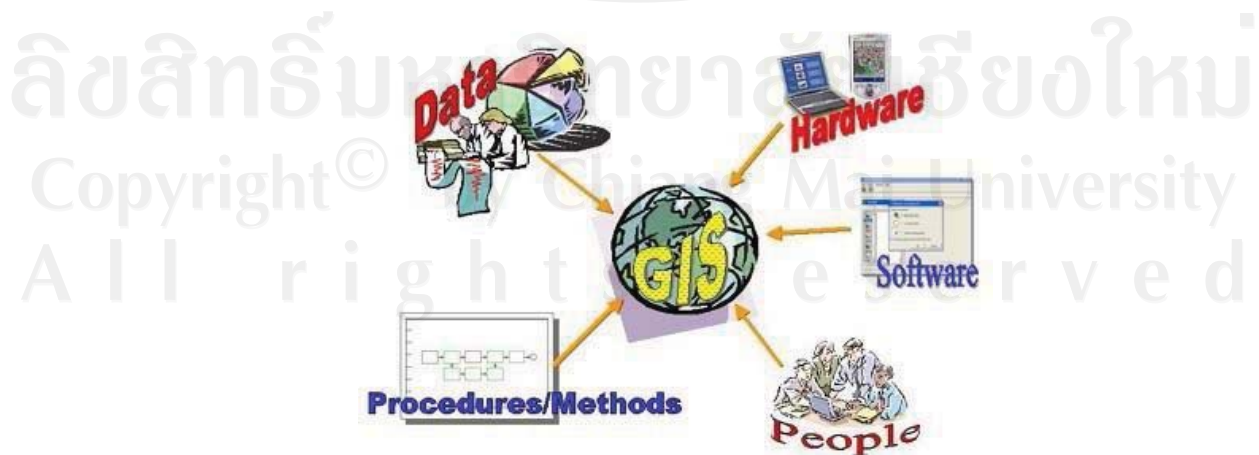 ลิขสิทธิ์มหาวิทยาลัยเชียงใหม่
Copyright© by Chiang Mai University
All rights reserved
Data
Hardware
GIS
Software
Procedures/Methods
People